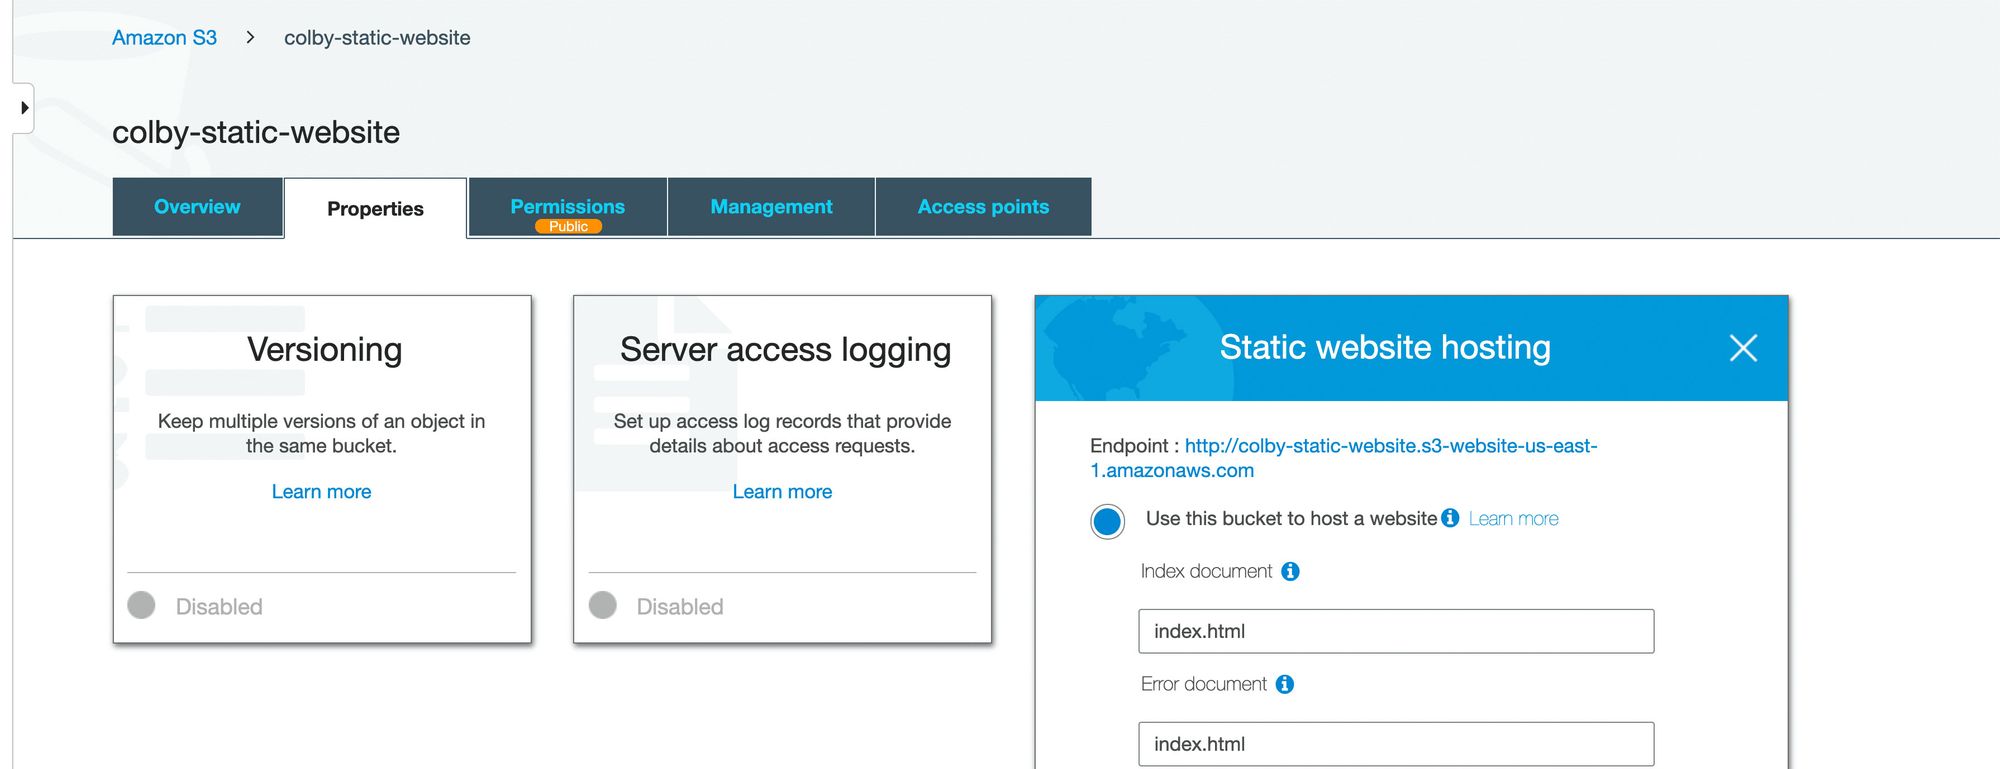 Amazon S3 > colby-static-website
colby-static-website
Overview Properties Permissions Management Access points
Public
Versioning
Keep multiple versions of an object in
the same bucket.
Learn more
Disabled
Server access logging
Set up access log records that provide
details about access requests.
Learn more
Disabled
Static website hosting
Endpoint : http://colby-static-website.s3-website-us-east-
1.amazonaws.com
Use this bucket to host a website Learn more
Index document
index.html
Error document
index.html